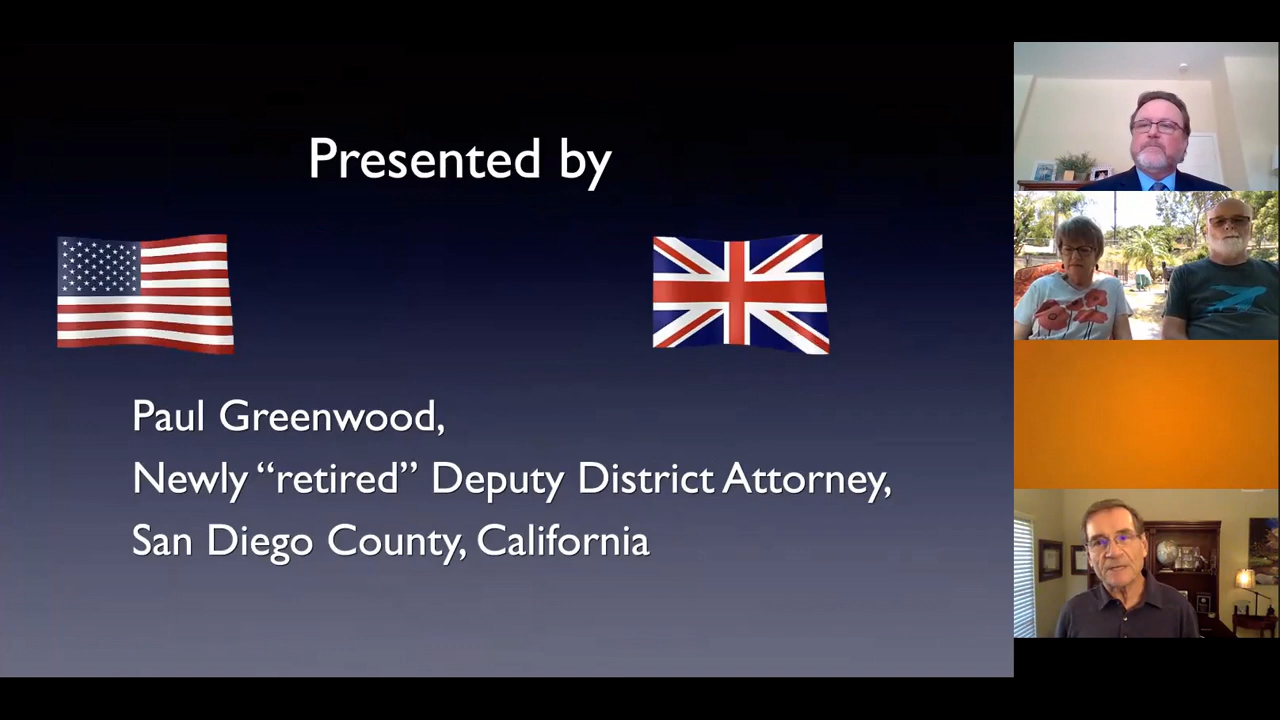 Presented by
Paul Greenwood,
Newly “retired” Deputy District Attorney,
San Diego County, California